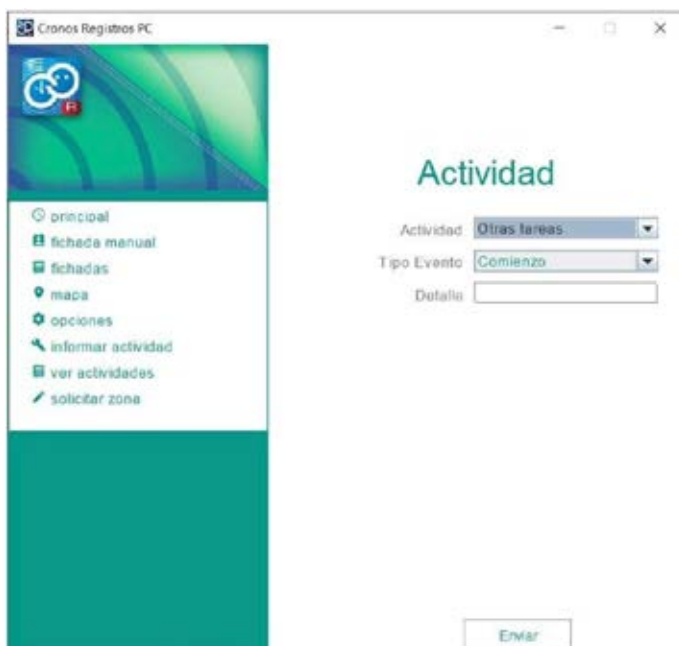 Cronos Registros PC
principal
fichada manual
fichadas
mapa
opciones
informar actividad
ver actividades
solicitar zona
Actividad
Actividad Otras tareas
Tipo Evento Comienzo
Detalle
Enviar